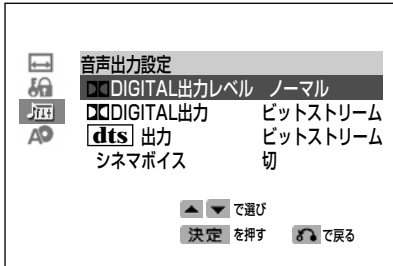 音声出力設定
DIGITAL出力レベル ノーマル
DIGITAL出力 ビットストリーム
dts 出力 ビットストリーム
シネマボイス 切
で選び
決定 を押す で戻る